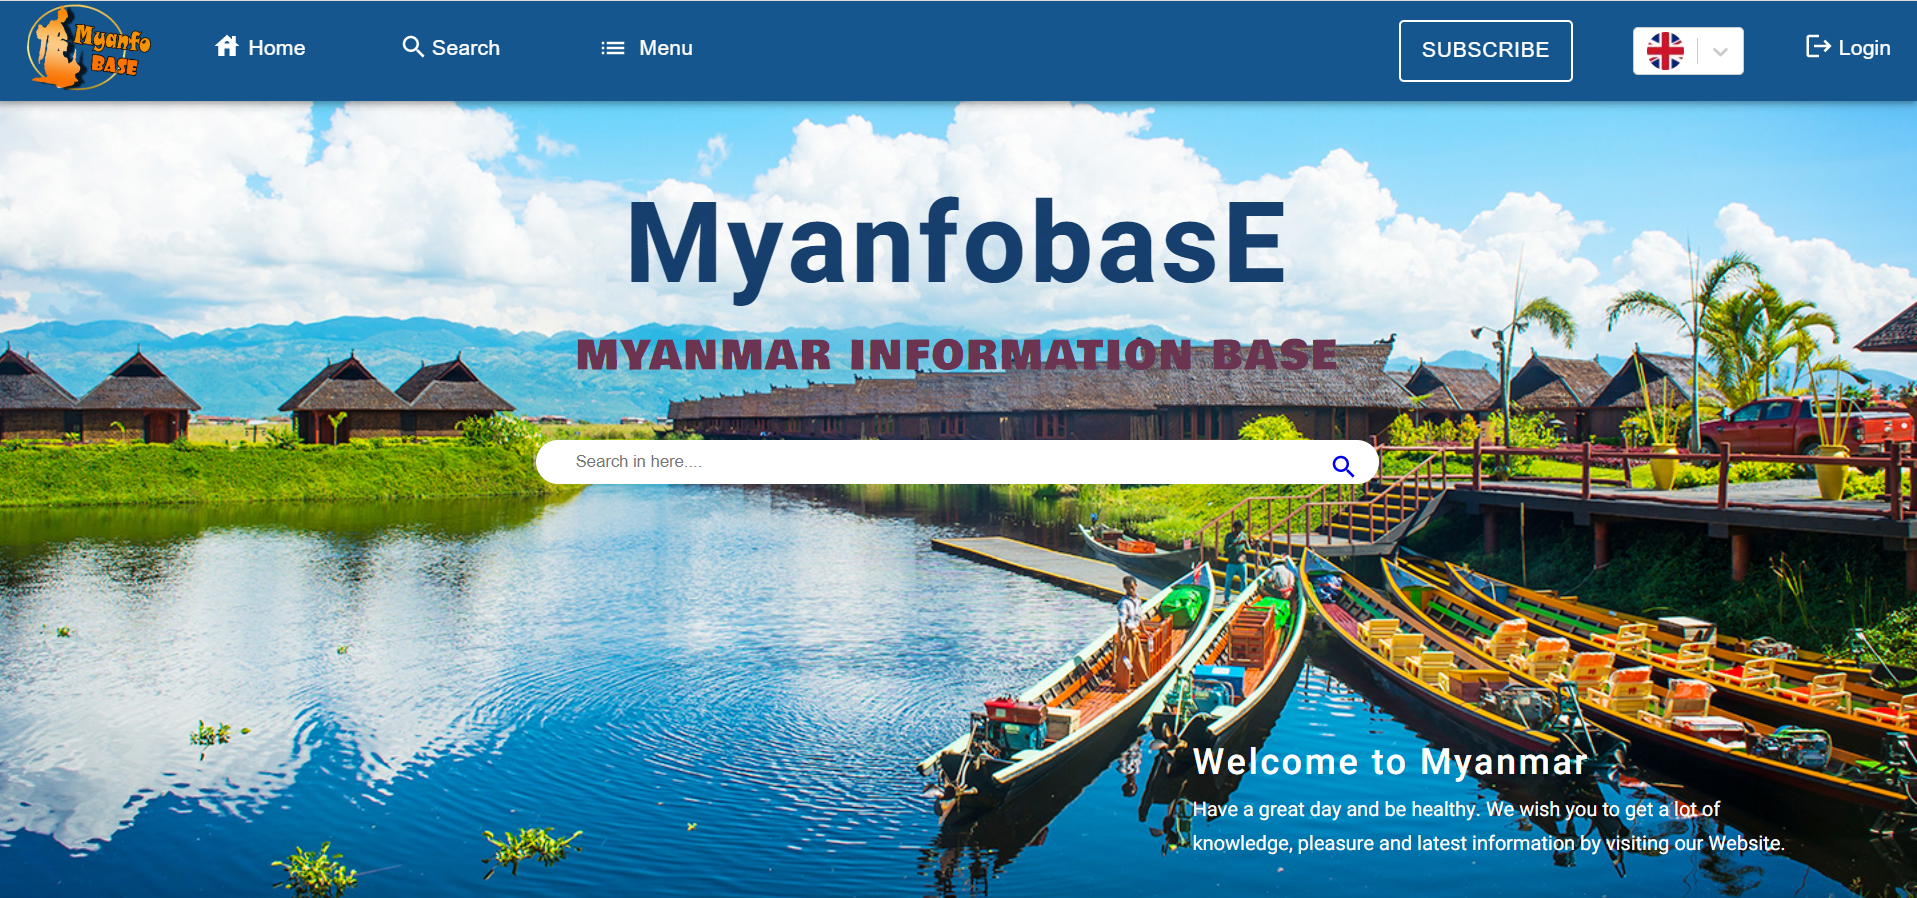 Myanfo
BASE
Home
Search
Menu
SUBSCRIBE
Login
MyanfobasE
MYANMAR INFORMATION BASE
Search in here....
Welcome to Myanmar
Have a great day and be healthy. We wish you to get a lot of
knowledge, pleasure and latest information by visiting our Website.